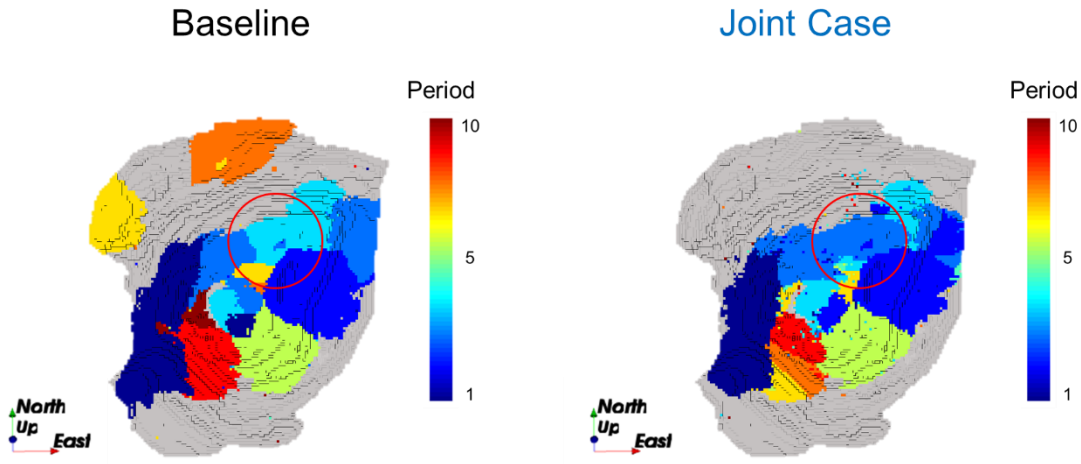 Baseline
Joint Case
Period
10
5
1
North
Up
East
Period
10
5
1
North
Up
East